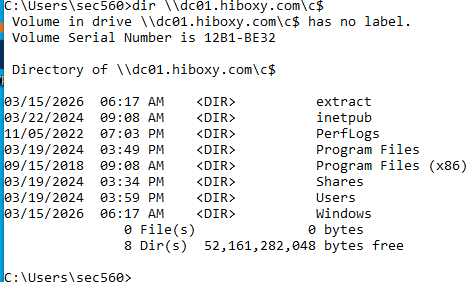 C:\Users\sec560>dir \\dc01.hiboxy.com\c$
 Volume in drive \\dc01.hiboxy.com\c$ has no label.
 Volume Serial Number is 12B1-BE32

 Directory of \\dc01.hiboxy.com\c$

03/15/2026  06:17 AM    <DIR>          extract
03/22/2024  09:08 AM    <DIR>          inetpub
11/05/2022  07:03 PM    <DIR>          PerfLogs
03/19/2024  03:49 PM    <DIR>          Program Files
09/15/2018  09:08 AM    <DIR>          Program Files (x86)
03/19/2024  03:34 PM    <DIR>          Shares
03/19/2024  03:59 PM    <DIR>          Users
03/15/2026  06:17 AM    <DIR>          Windows
               0 File(s)              0 bytes
               8 Dir(s)  52,161,282,048 bytes free

C:\Users\sec560>